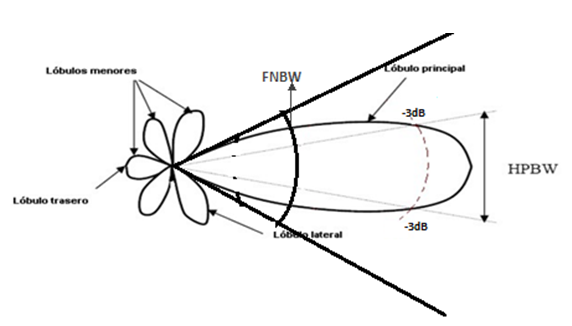 Lóbulos menores
FNBW
Lóbulo principal
-3dB
HPBW
Lóbulo trasero
Lóbulo lateral
-3dB